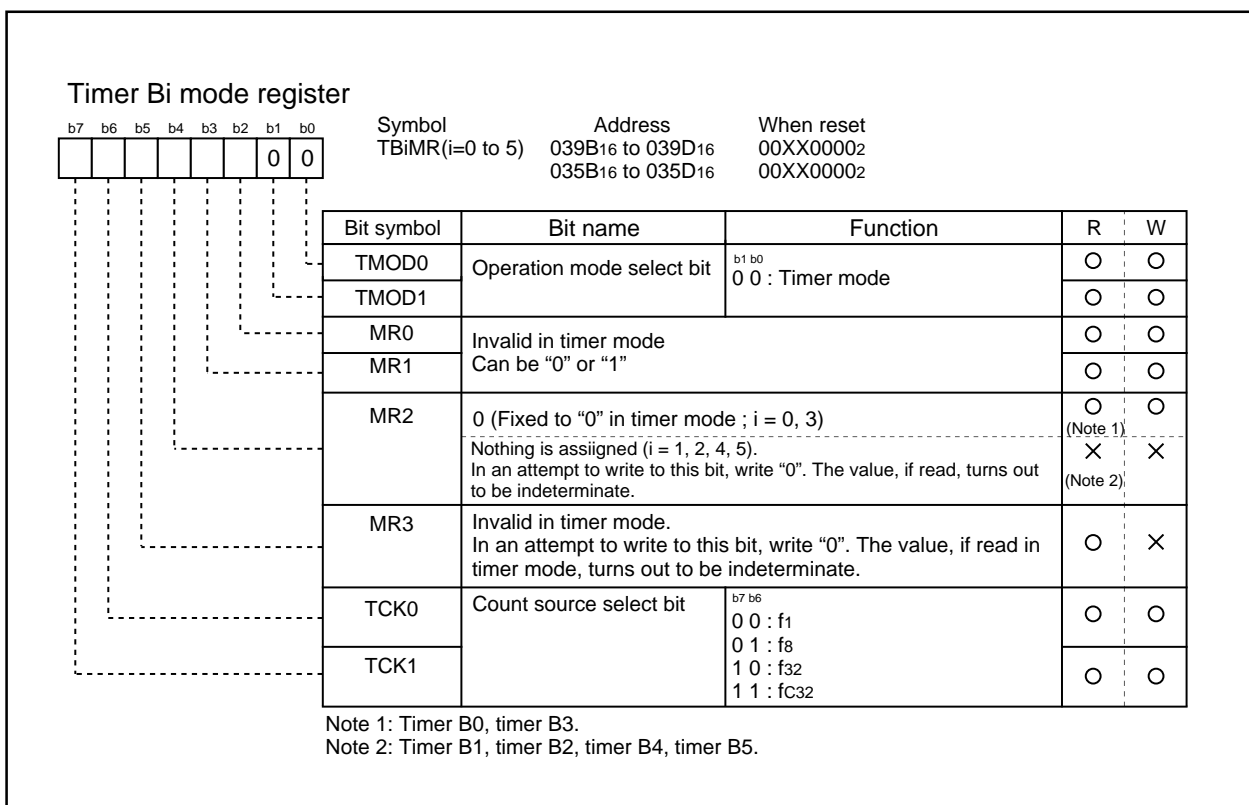 Timer Bi mode register
b7 b6 b5 b4 b3 b2 b1 b0
0 0
Symbol Address When reset
TBiMR(i=0 to 5) 039B16 to 039D16 00XX00002
035B16 to 035D16 00XX00002
Bit symbol Bit name Function R W
TMOD0 Operation mode select bit b1 b0
0 0 : Timer mode
TMOD1
MR0 Invalid in timer mode
MR1 Can be “0” or “1”
MR2 0 (Fixed to “0” in timer mode ; i = 0, 3)
(Note 1)
Nothing is assiigned (i = 1, 2, 4, 5).
In an attempt to write to this bit, write “0”. The value, if read, turns out
to be indeterminate.
(Note 2)
MR3 Invalid in timer mode.
In an attempt to write to this bit, write “0”. The value, if read in
timer mode, turns out to be indeterminate.
TCK0 Count source select bit b7 b6
0 0 : f1
0 1 : f8
TCK1 1 0 : f32
1 1 : fC32
Note 1: Timer B0, timer B3.
Note 2: Timer B1, timer B2, timer B4, timer B5.